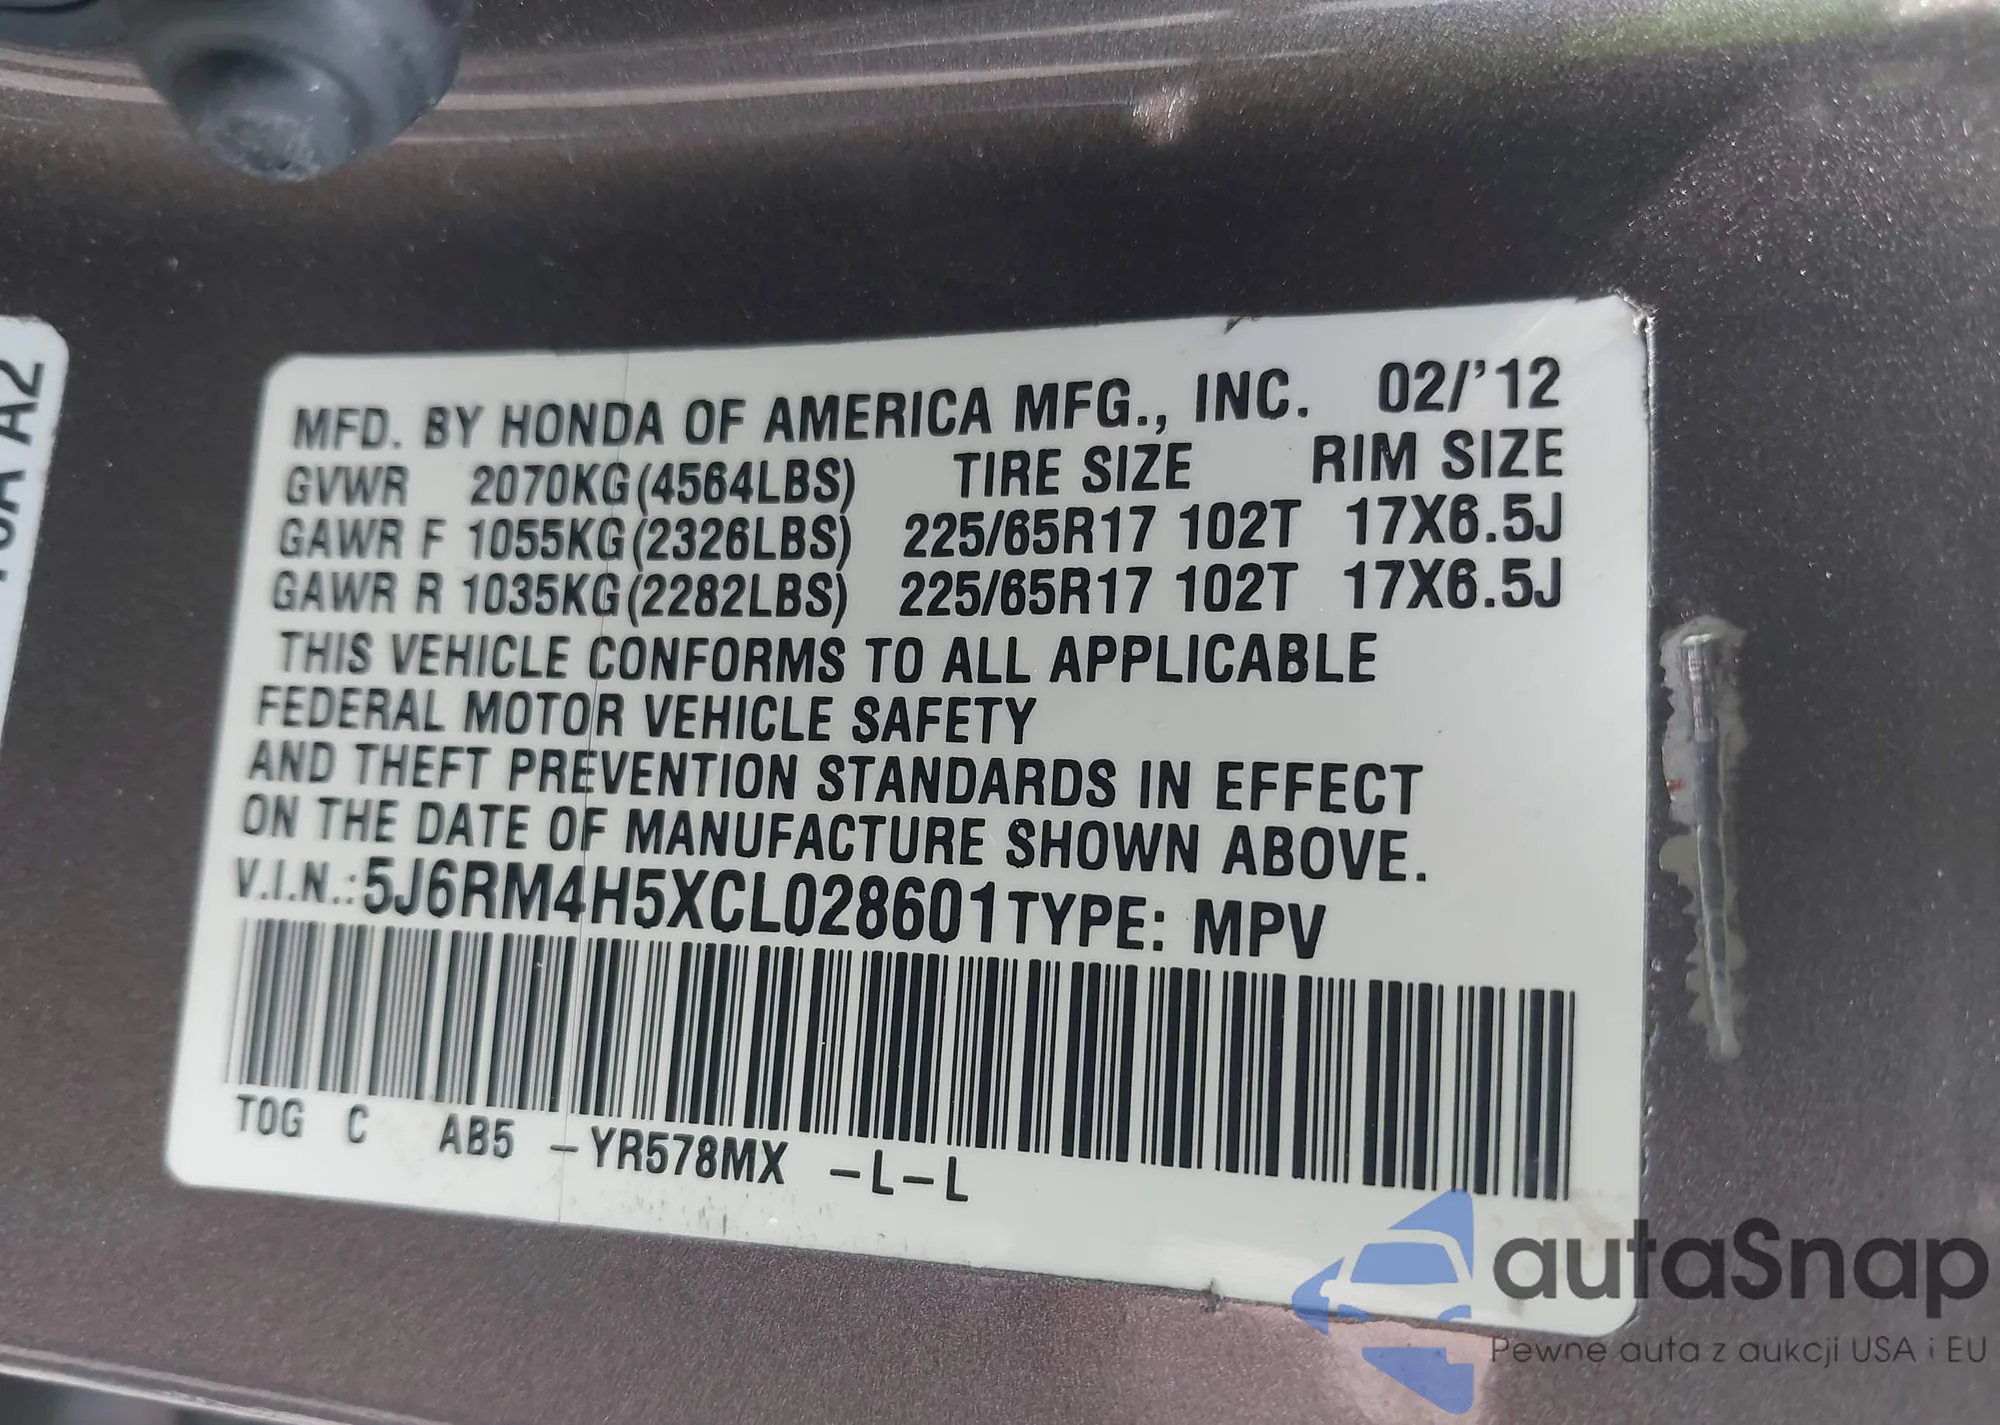 MFD. BY HONDA OF AMERICA MFG., INC. 02/'12
GVWR 2070KG(4564LBS) TIRE SIZE RIM SIZE
GAWR F 1055KG(2326LBS) 225/65R17 102T 17X6.5J
GAWR R 1035KG(2282LBS) 225/65R17 102T 17X6.5J
THIS VEHICLE CONFORMS TO ALL APPLICABLE
FEDERAL MOTOR VEHICLE SAFETY
AND THEFT PREVENTION STANDARDS IN EFFECT
ON THE DATE OF MANUFACTURE SHOWN ABOVE.
V.I.N.: 5J6RM4H5XCL028601 TYPE: MPV
TOG C AB5 -YR578MX -L-L
A2
autaSnap
Pewne auta z aukcji USA i EU